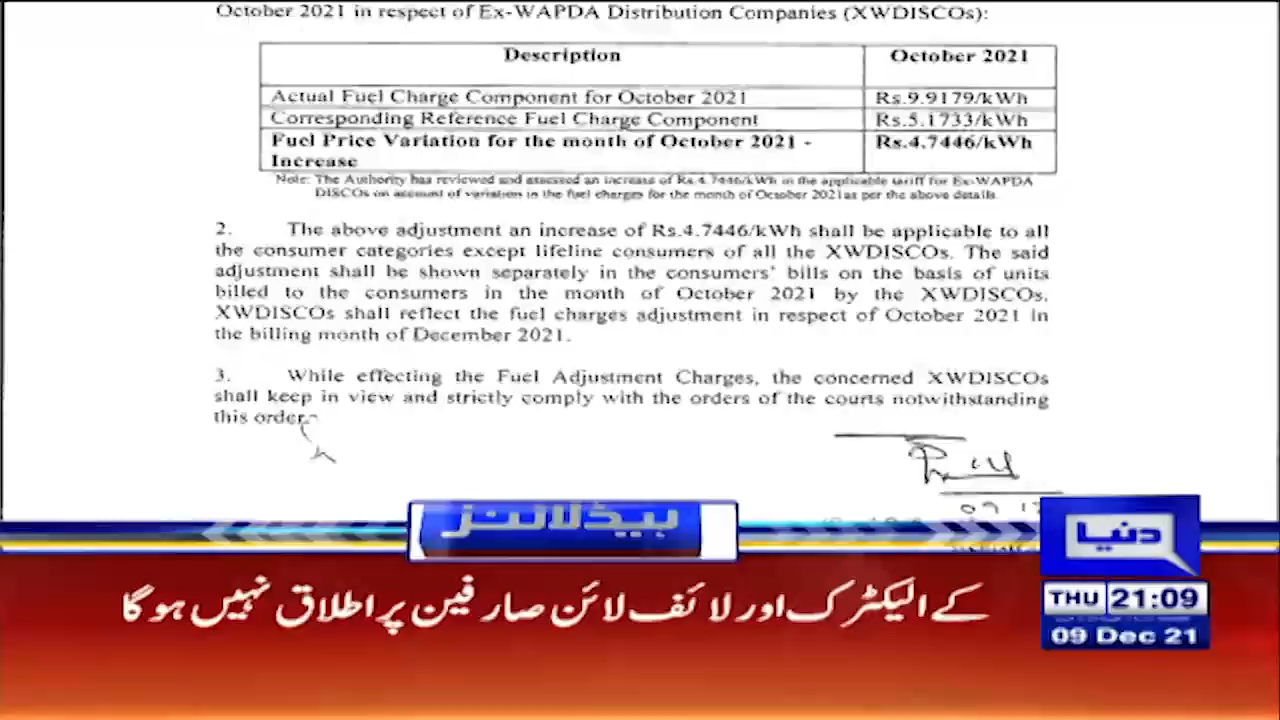 October 2021 in respect of Ex-WAPDA Distribution Companies (XWDISCOs):
Description October 2021
Actual Fuel Charge Component for October 2021 Rs.9.9179/kWh
Corresponding Reference Fuel Charge Component Rs.5.1733/kWh
Fuel Price Variation for the month of October 2021 - Rs.4.7446/kWh
Increase
Note: The Authority has reviewed and assessed an increase of Rs.4.7446/kWh in the applicable tariff for Ex-WAPDA
DISCOs on account of variation in the fuel charges for the month of October 2021as per the above details.
2. The above adjustment an increase of Rs.4.7446/kWh shall be applicable to all
the consumer categories except lifeline consumers of all the XWDISCOs. The said
adjustment shall be shown separately in the consumers' bills on the basis of units
billed to the consumers in the month of October 2021 by the XWDISCOs.
XWDISCOs shall reflect the fuel charges adjustment in respect of October 2021 in
the billing month of December 2021.
3. While effecting the Fuel Adjustment Charges, the concerned XWDISCOs
shall keep in view and strictly comply with the orders of the courts notwithstanding
this order.
09
ہیڈلائنز
دنیا
کے الیکٹرک اور لائف لائن صارفین پر اطلاق نہیں ہوگا
THU 21:09
09 Dec 21